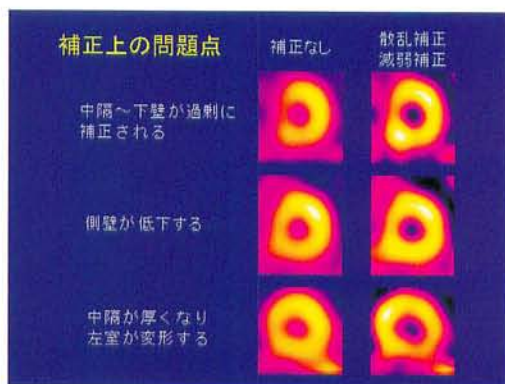 補正上の問題点
補正なし
散乱補正
減弱補正
中隔～下壁が過剰に
補正される
側壁が低下する
中隔が厚くなり
左室が変形する